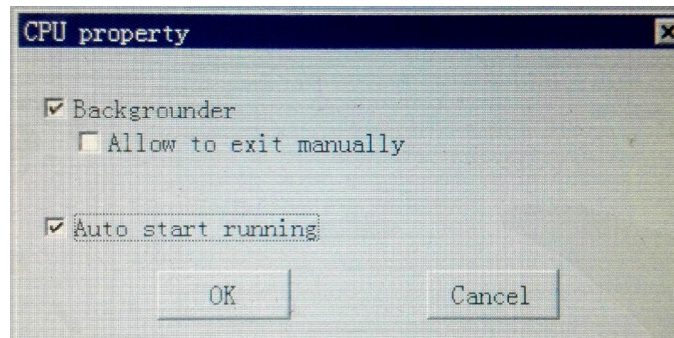 CPU property
Backgrounder
Allow to exit manually
Auto start running
OK
Cancel